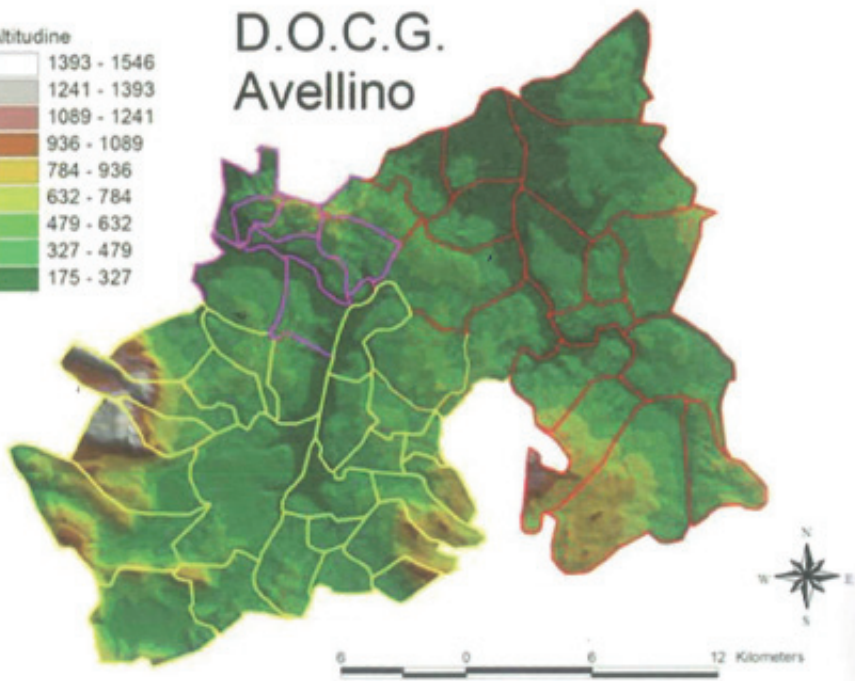 D.O.C.G.
Avellino
Altitudine
1393 - 1546
1241 - 1393
1089 - 1241
936 - 1089
784 - 936
632 - 784
479 - 632
327 - 479
175 - 327
N
W E
S
6 0 6 12 Kilometers